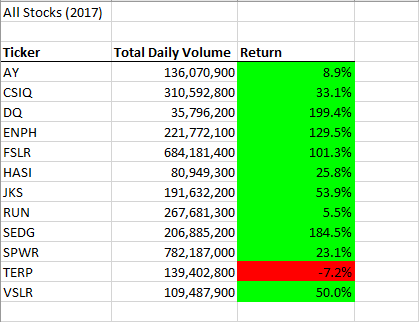 All Stocks (2017)
Ticker Total Daily Volume Return
AY 136,070,900 8.9%
CSIQ 310,592,800 33.1%
DQ 35,796,200 199.4%
ENPH 221,772,100 129.5%
FSLR 684,181,400 101.3%
HASI 80,949,300 25.8%
JKS 191,632,200 53.9%
RUN 267,681,300 5.5%
SEDG 206,885,200 184.5%
SPWR 782,187,000 23.1%
TERP 139,402,800 -7.2%
VSLR 109,487,900 50.0%